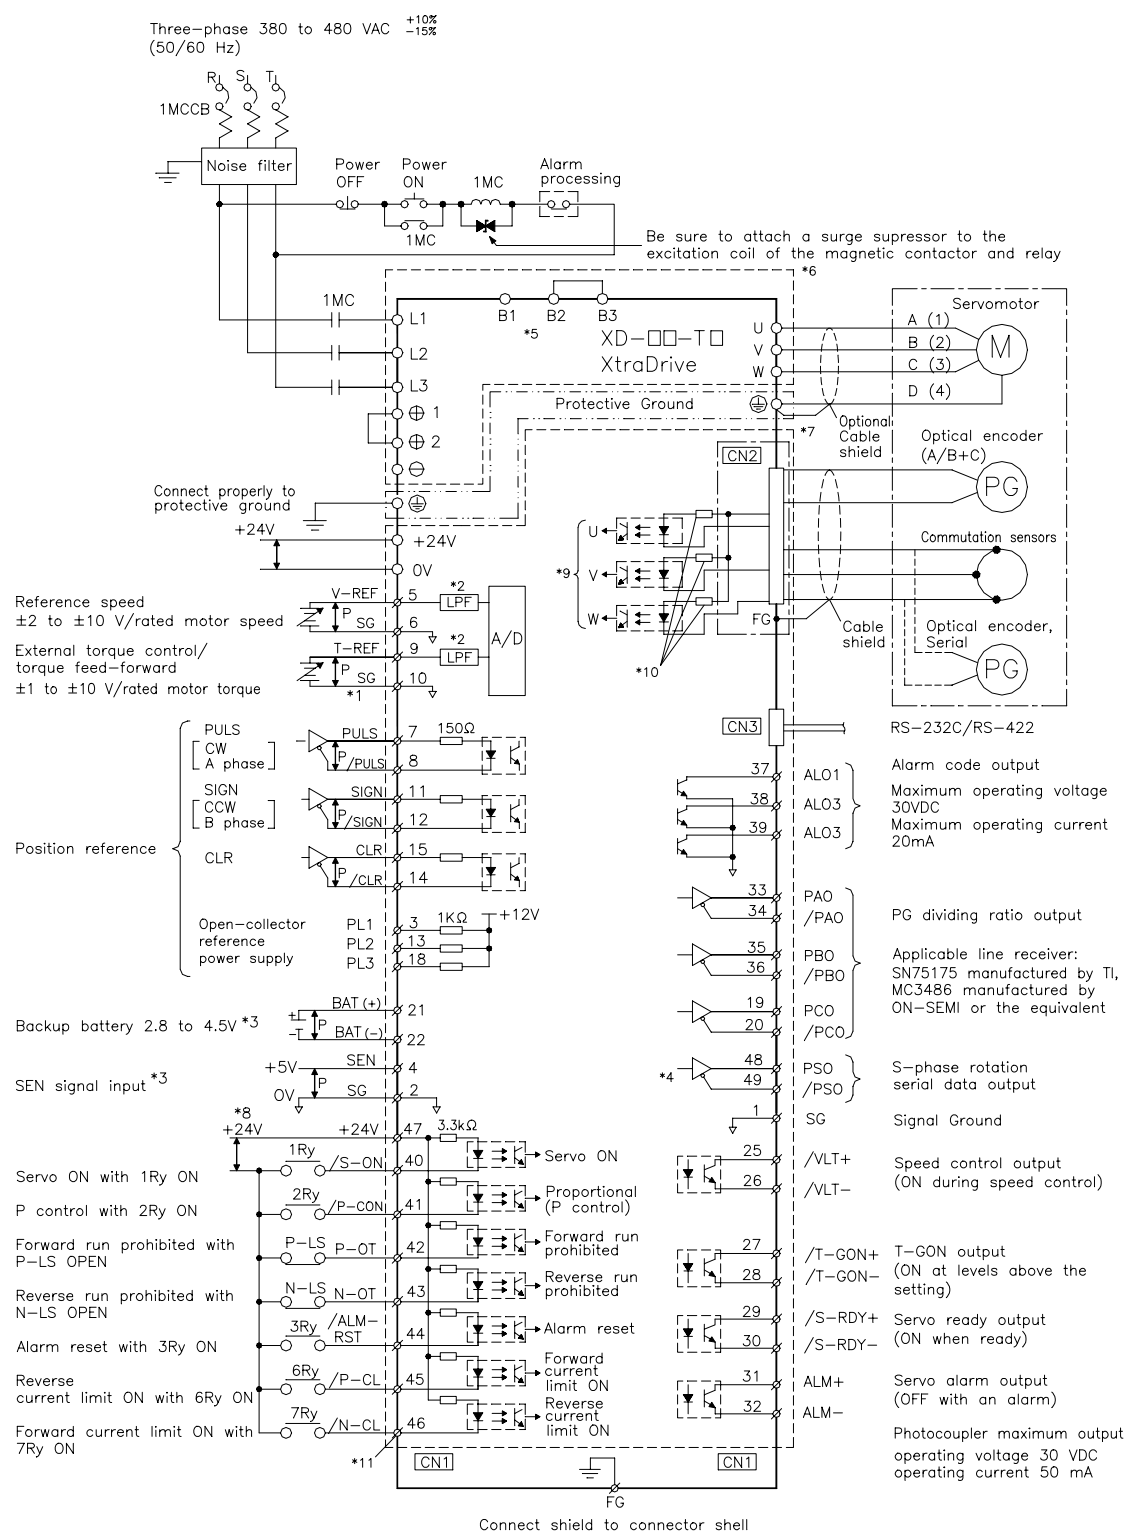 Three-phase 380 to 480 VAC +10% -15%
(50/60 Hz)
R S T
1MCCB
Noise filter
Power
OFF
Power
ON
1MC
1MC
Alarm
processing
Be sure to attach a surge supressor to the
excitation coil of the magnetic contactor and relay
*6
1MC
L1
L2
L3
⊕ 1
⊕ 2
⊖
B1 B2 B3
*5
XD-□□-T□
XtraDrive
U
V
W
Servomotor
A (1)
B (2)
C (3)
D (4)
M
Protective Ground
*7
Optional
Cable
shield
Connect properly to
protective ground
+24V
+24V
0V
CN2
Optical encoder
(A/B+C)
PG
Commutation sensors
*9
U
V
W
*10
FG
Cable
shield
Optical encoder,
Serial
PG
Reference speed
±2 to ±10 V/rated motor speed
V-REF 5 *2 LPF
P
SG 6
A/D
External torque control/
torque feed-forward
±1 to ±10 V/rated motor torque
T-REF 9 *2 LPF
P
SG 10
*1
CN3
RS-232C/RS-422
Position reference
PULS
CW
A phase
PULS 7 150Ω
P
/PULS 8
SIGN
CCW
B phase
SIGN 11
P
/SIGN 12
CLR
CLR 15
P
/CLR 14
Open-collector
reference
power supply
PL1 3 1KΩ +12V
PL2 13
PL3 18
37 ALO1
38 ALO3
39 ALO3
Alarm code output
Maximum operating voltage
30VDC
Maximum operating current
20mA
33 PAO
34 /PAO
35 PBO
36 /PBO
19 PCO
20 /PCO
PG dividing ratio output
Applicable line receiver:
SN75175 manufactured by TI,
MC3486 manufactured by
ON-SEMI or the equivalent
Backup battery 2.8 to 4.5V *3
+
-
BAT (+) 21
P
BAT (-) 22
SEN signal input *3
+5V SEN 4
P
0V SG 2
*4
48 PSO
49 /PSO
S-phase rotation
serial data output
1 SG Signal Ground
*8
+24V
+24V 47 3.3kΩ
Servo ON with 1Ry ON
1Ry /S-ON 40 Servo ON
P control with 2Ry ON
2Ry /P-CON 41
Proportional
(P control)
Forward run prohibited with
P-LS OPEN
P-LS P-OT 42
Forward run
prohibited
Reverse run prohibited with
N-LS OPEN
N-LS N-OT 43
Reverse run
prohibited
Alarm reset with 3Ry ON
3Ry /ALM-
RST 44
Alarm reset
Reverse
current limit ON with 6Ry ON
6Ry /P-CL 45
Forward
current
limit ON
Forward current limit ON with
7Ry ON
7Ry /N-CL 46
Reverse
current
limit ON
*11
25 /VLT+
26 /VLT-
Speed control output
(ON during speed control)
27 /T-GON+
28 /T-GON-
T-GON output
(ON at levels above the
setting)
29 /S-RDY+
30 /S-RDY-
Servo ready output
(ON when ready)
31 ALM+
32 ALM-
Servo alarm output
(OFF with an alarm)
Photocoupler maximum output
operating voltage 30 VDC
operating current 50 mA
CN1
CN1
FG
Connect shield to connector shell